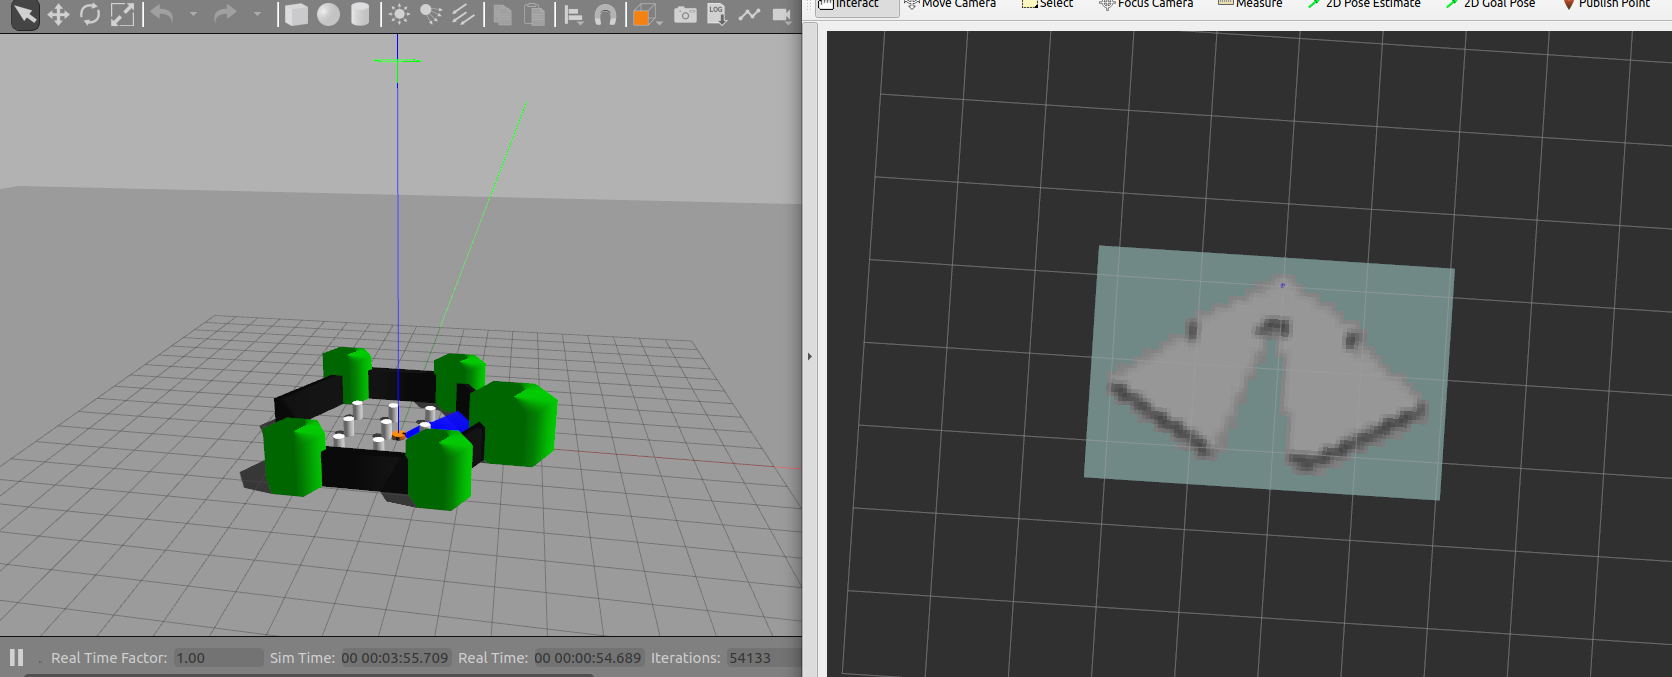 LOG
Interact Move Camera Select Focus Camera Measure 2D Pose Estimate 2D Goal Pose Publish Point
Real Time Factor: 1.00 Sim Time: 00 00:03:55.709 Real Time: 00 00:00:54.689 Iterations: 54133